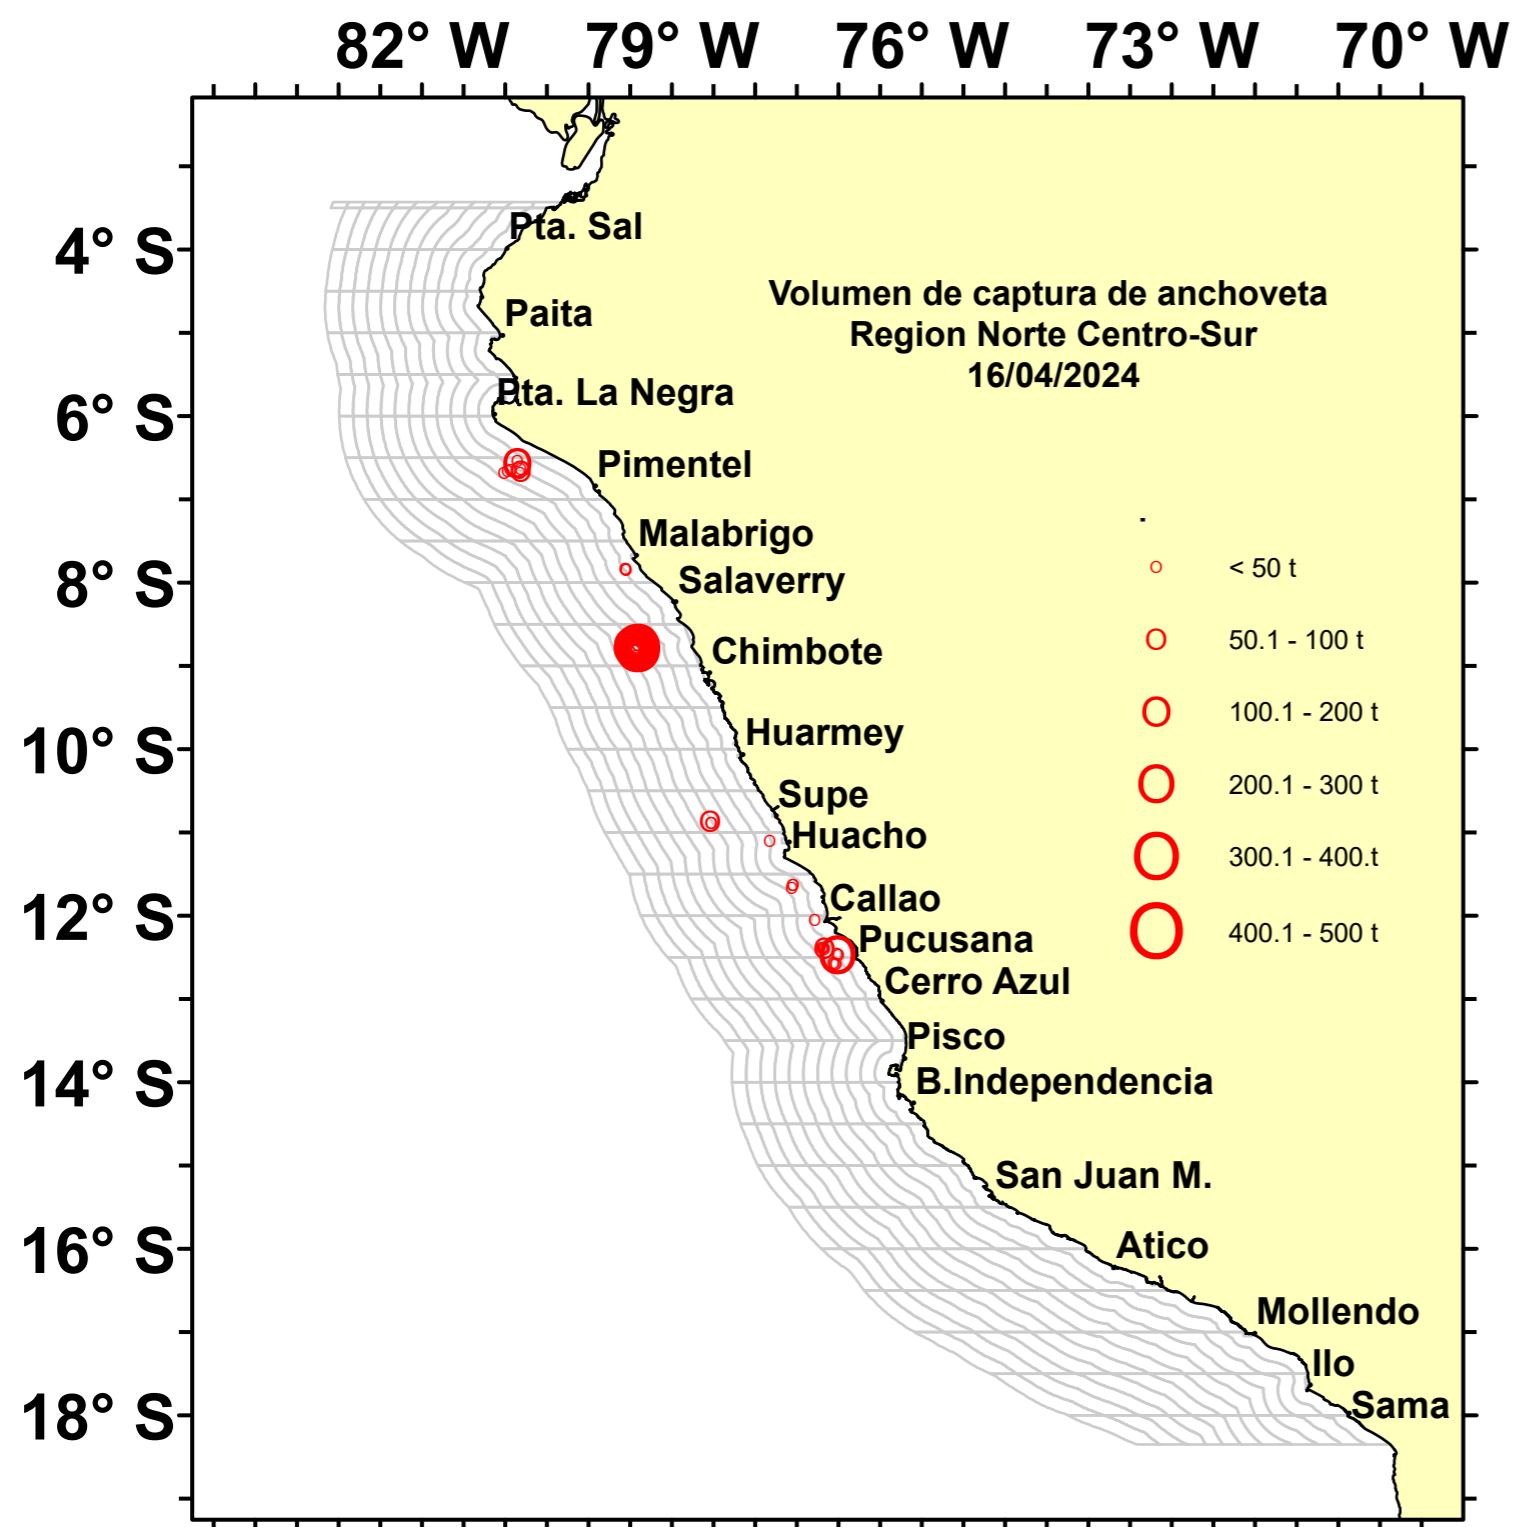 82° W 79° W 76° W 73° W 70° W
4° S
6° S
8° S
10° S
12° S
14° S
16° S
18° S
Pta. Sal
Paita
Pta. La Negra
Pimentel
Malabrigo
Salaverry
Chimbote
Huarmey
Supe
Huacho
Callao
Pucusana
Cerro Azul
Pisco
B.Independencia
San Juan M.
Atico
Mollendo
Ilo
Sama
Volumen de captura de anchoveta
Region Norte Centro-Sur
16/04/2024
.
< 50 t
50.1 - 100 t
100.1 - 200 t
200.1 - 300 t
300.1 - 400.t
400.1 - 500 t